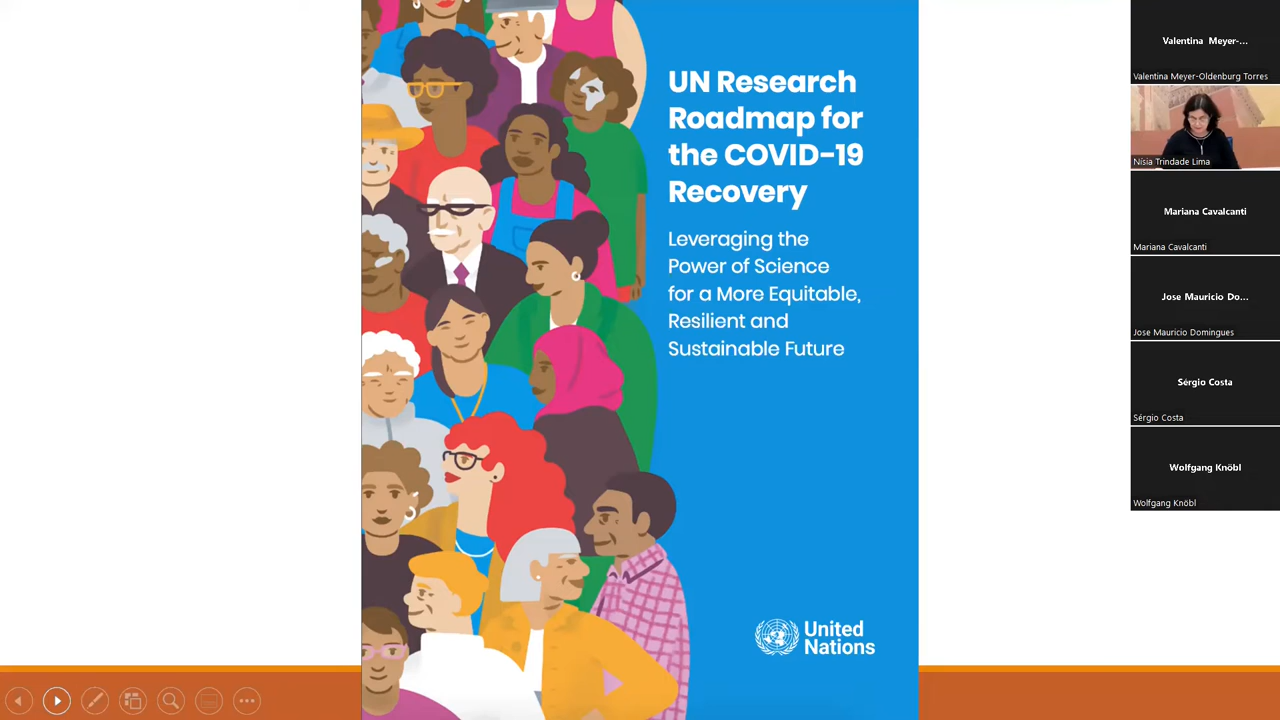 UN Research
Roadmap for
the COVID-19
Recovery
Leveraging the
Power of Science
for a More Equitable,
Resilient and
Sustainable Future
United
Nations
Valentina Meyer-...
Valentina Meyer-Oldenburg Torres
Nísia Trindade Lima
Mariana Cavalcanti
Mariana Cavalcanti
Jose Mauricio Do...
Jose Mauricio Domingues
Sérgio Costa
Sérgio Costa
Wolfgang Knöbl
Wolfgang Knöbl